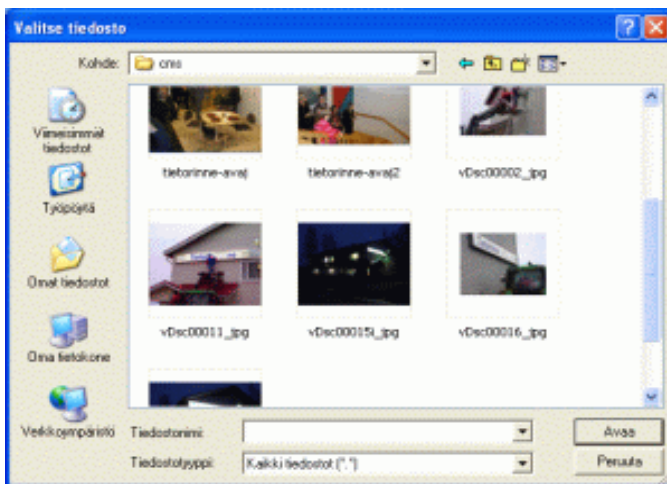 Valitse tiedosto
Kohde:
cms
Viimeisimmät
tiedostot
Työpöytä
Omat tiedostot
Oma tietokone
Verkkoympäristö
tietorinne-avaj
tietorinne-avaj2
vDsc00002_jpg
vDsc00011_jpg
vDsc00015i_jpg
vDsc00016_jpg
Tiedostonimi:
Avaa
Tiedostotyyppi:
Kaikki tiedostot (*.*)
Peruuta